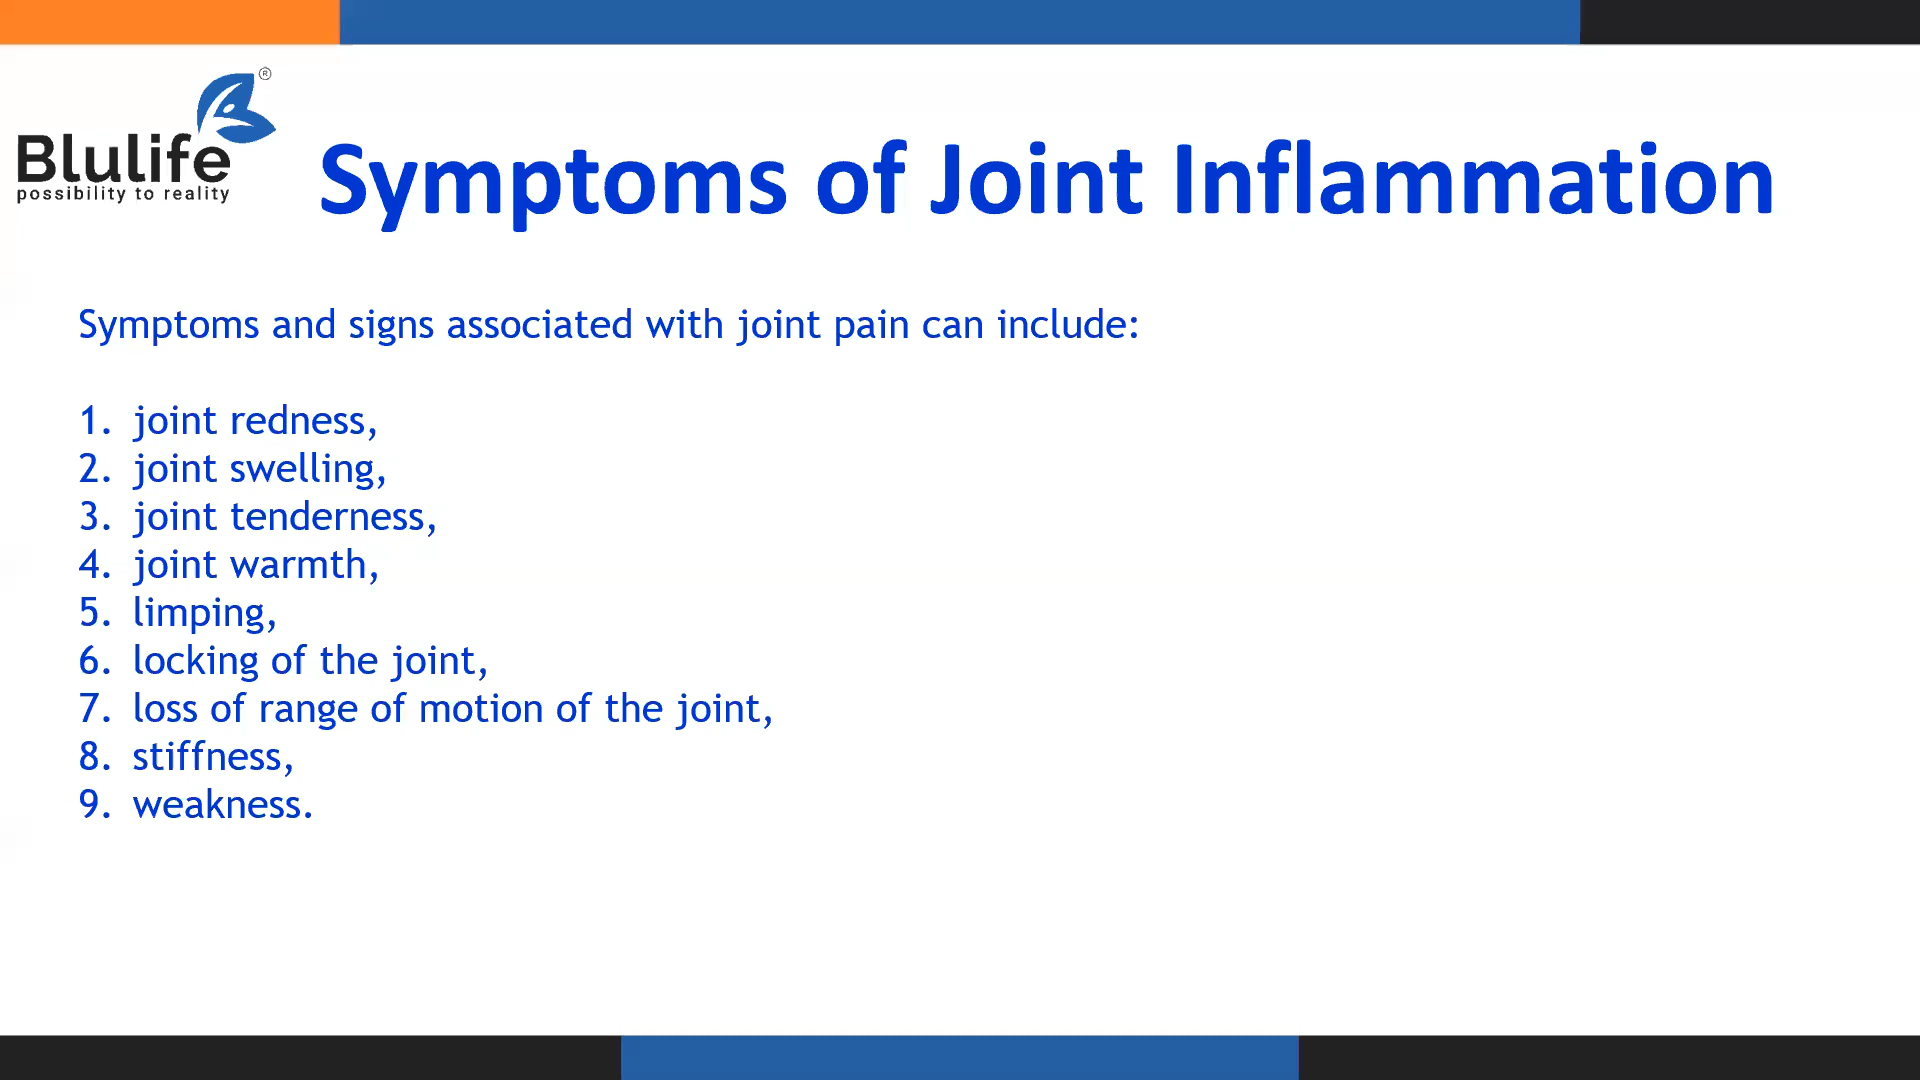 ®
Blulife
possibility to reality
Symptoms of Joint Inflammation
Symptoms and signs associated with joint pain can include:
1. joint redness,
2. joint swelling,
3. joint tenderness,
4. joint warmth,
5. limping,
6. locking of the joint,
7. loss of range of motion of the joint,
8. stiffness,
9. weakness.